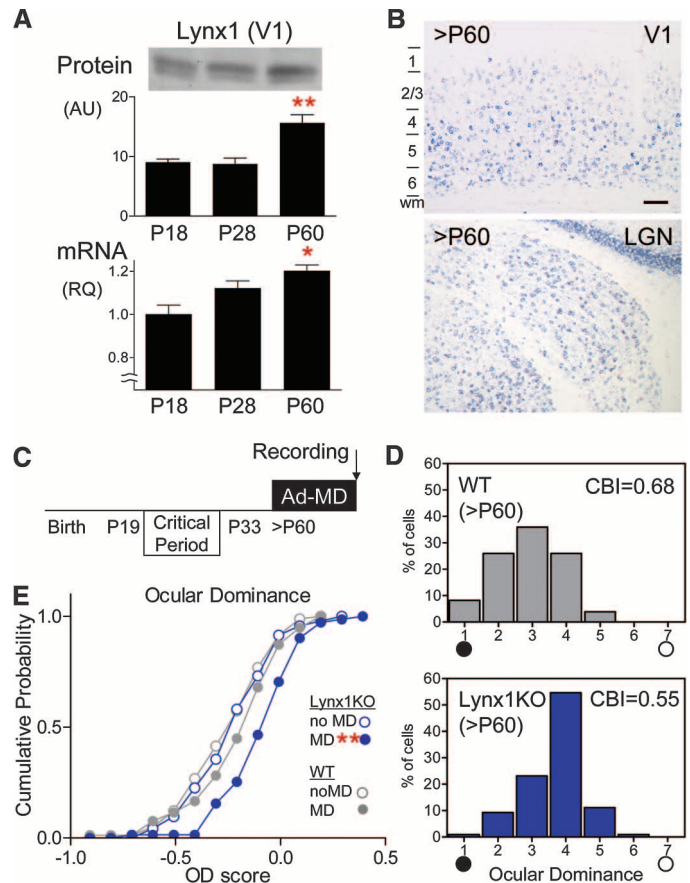 A
Lynx1 (V1)
Protein
(AU)
20
10
0
**
P18 P28 P60
mRNA
(RQ)
1.2
1.0
0.8
*
P18 P28 P60
B
>P60 V1
1
2/3
4
5
6
wm
>P60 LGN
C
Recording
Ad-MD
Birth P19 Critical Period P33 >P60
D
WT CBI=0.68
(>P60)
% of cells
60
50
40
30
20
10
0
1 2 3 4 5 6 7
Lynx1KO CBI=0.55
(>P60)
% of cells
60
50
40
30
20
10
0
1 2 3 4 5 6 7
Ocular Dominance
E
Ocular Dominance
Cumulative Probability
1.0
0.5
0.0
Lynx1KO
no MD
MD **
WT
noMD
MD
-1.0 -0.5 0.0 0.5
OD score